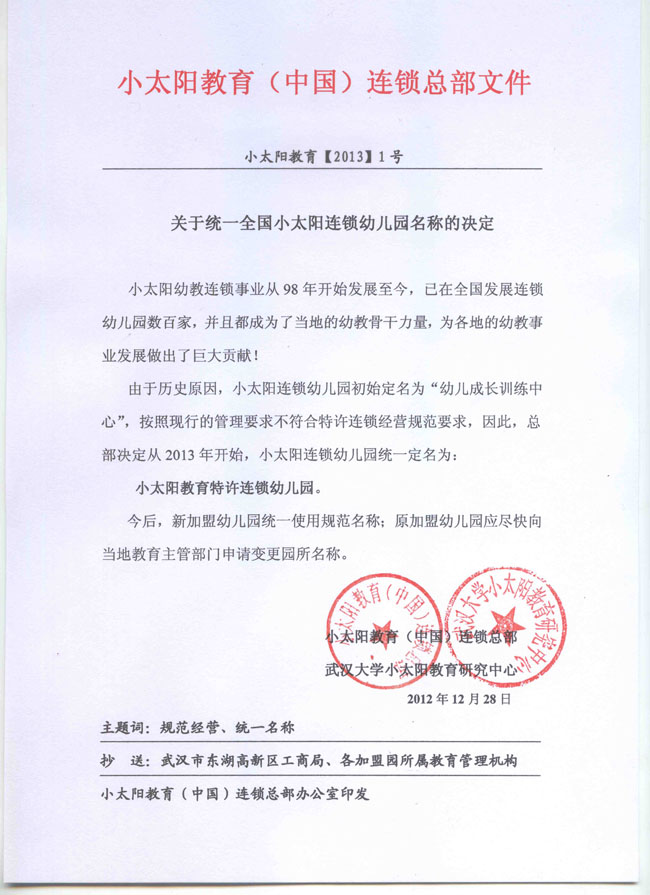 小太阳教育（中国）连锁总部文件
小太阳教育【2013】1号
关于统一全国小太阳连锁幼儿园名称的决定
小太阳幼教连锁事业从98年开始发展至今，已在全国发展连锁
幼儿园数百家，并且都成为了当地的幼教骨干力量，为各地的幼教事
业发展做出了巨大贡献！
由于历史原因，小太阳连锁幼儿园初始定名为“幼儿成长训练中
心”，按照现行的管理要求不符合特许连锁经营规范要求，因此，总
部决定从2013年开始，小太阳连锁幼儿园统一定名为：
小太阳教育特许连锁幼儿园。
今后，新加盟幼儿园统一使用规范名称；原加盟幼儿园应尽快向
当地教育主管部门申请变更园所名称。
小太阳教育（中国）连锁总部
武汉大学小太阳教育研究中心
小太阳教育（中国）连锁总部
武汉大学小太阳教育研究中心
2012年12月28日
主题词：规范经营、统一名称
抄　送：武汉市东湖高新区工商局、各加盟园所属教育管理机构
小太阳教育（中国）连锁总部办公室印发